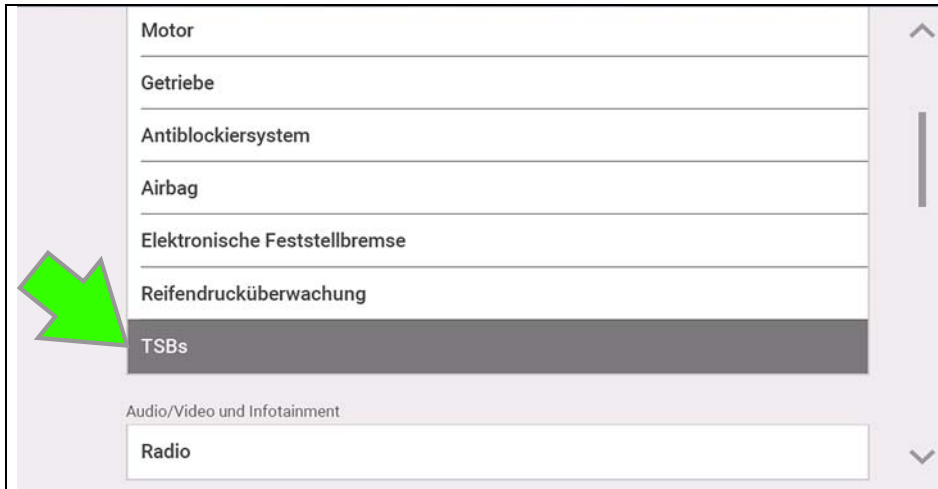 Motor
Getriebe
Antiblockiersystem
Airbag
Elektronische Feststellbremse
Reifendrucküberwachung
TSBs
Audio/Video und Infotainment
Radio